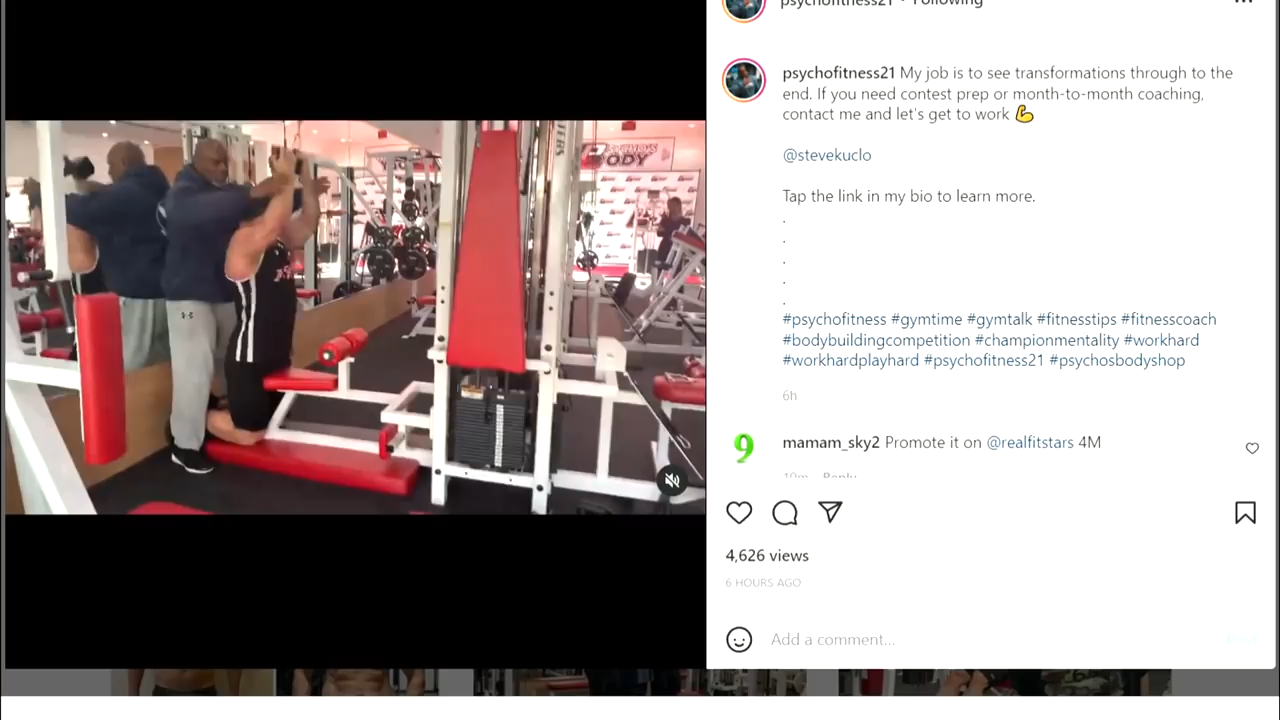 psychofitness21 • Following
psychofitness21 My job is to see transformations through to the
end. If you need contest prep or month-to-month coaching,
contact me and let's get to work 💪
@stevekuclo
Tap the link in my bio to learn more.
.
.
.
.
.
#psychofitness #gymtime #gymtalk #fitnesstips #fitnesscoach
#bodybuildingcompetition #championmentality #workhard
#workhardplayhard #psychofitness21 #psychosbodyshop
6h
mamam_sky2 Promote it on @realfitstars 4M
19m Reply
4,626 views
6 HOURS AGO
Add a comment...
BODY